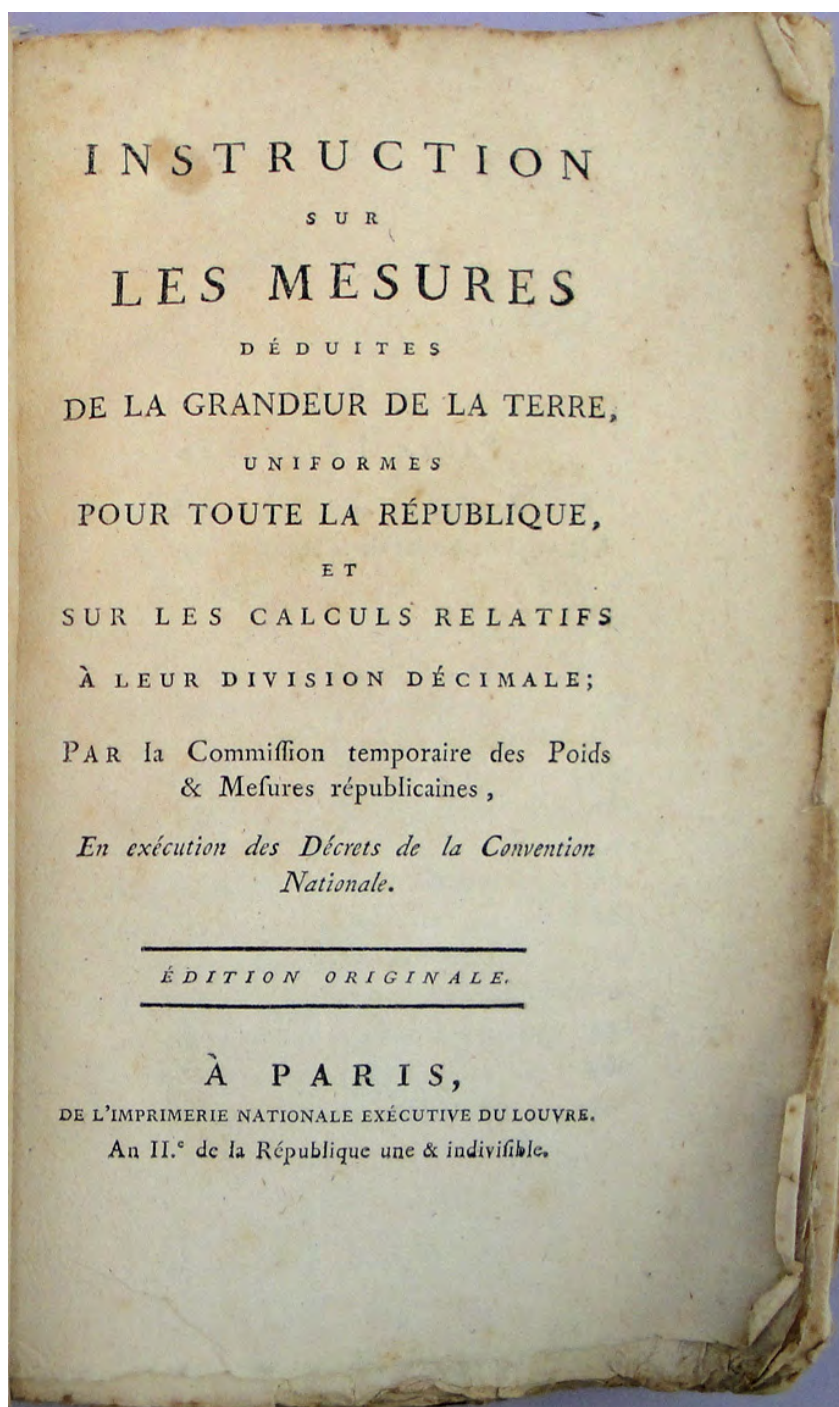 INSTRUCTION
SUR
LES MESURES
DÉDUITES
DE LA GRANDEUR DE LA TERRE,
UNIFORMES
POUR TOUTE LA RÉPUBLIQUE,
ET
SUR LES CALCULS RELATIFS
À LEUR DIVISION DÉCIMALE;
PAR la Commiſſion temporaire des Poids
& Meſures républicaines,
En exécution des Décrets de la Convention
Nationale.
ÉDITION ORIGINALE.
À PARIS,
DE L'IMPRIMERIE NATIONALE EXÉCUTIVE DU LOUVRE.
An II.e de la République une & indiviſible.